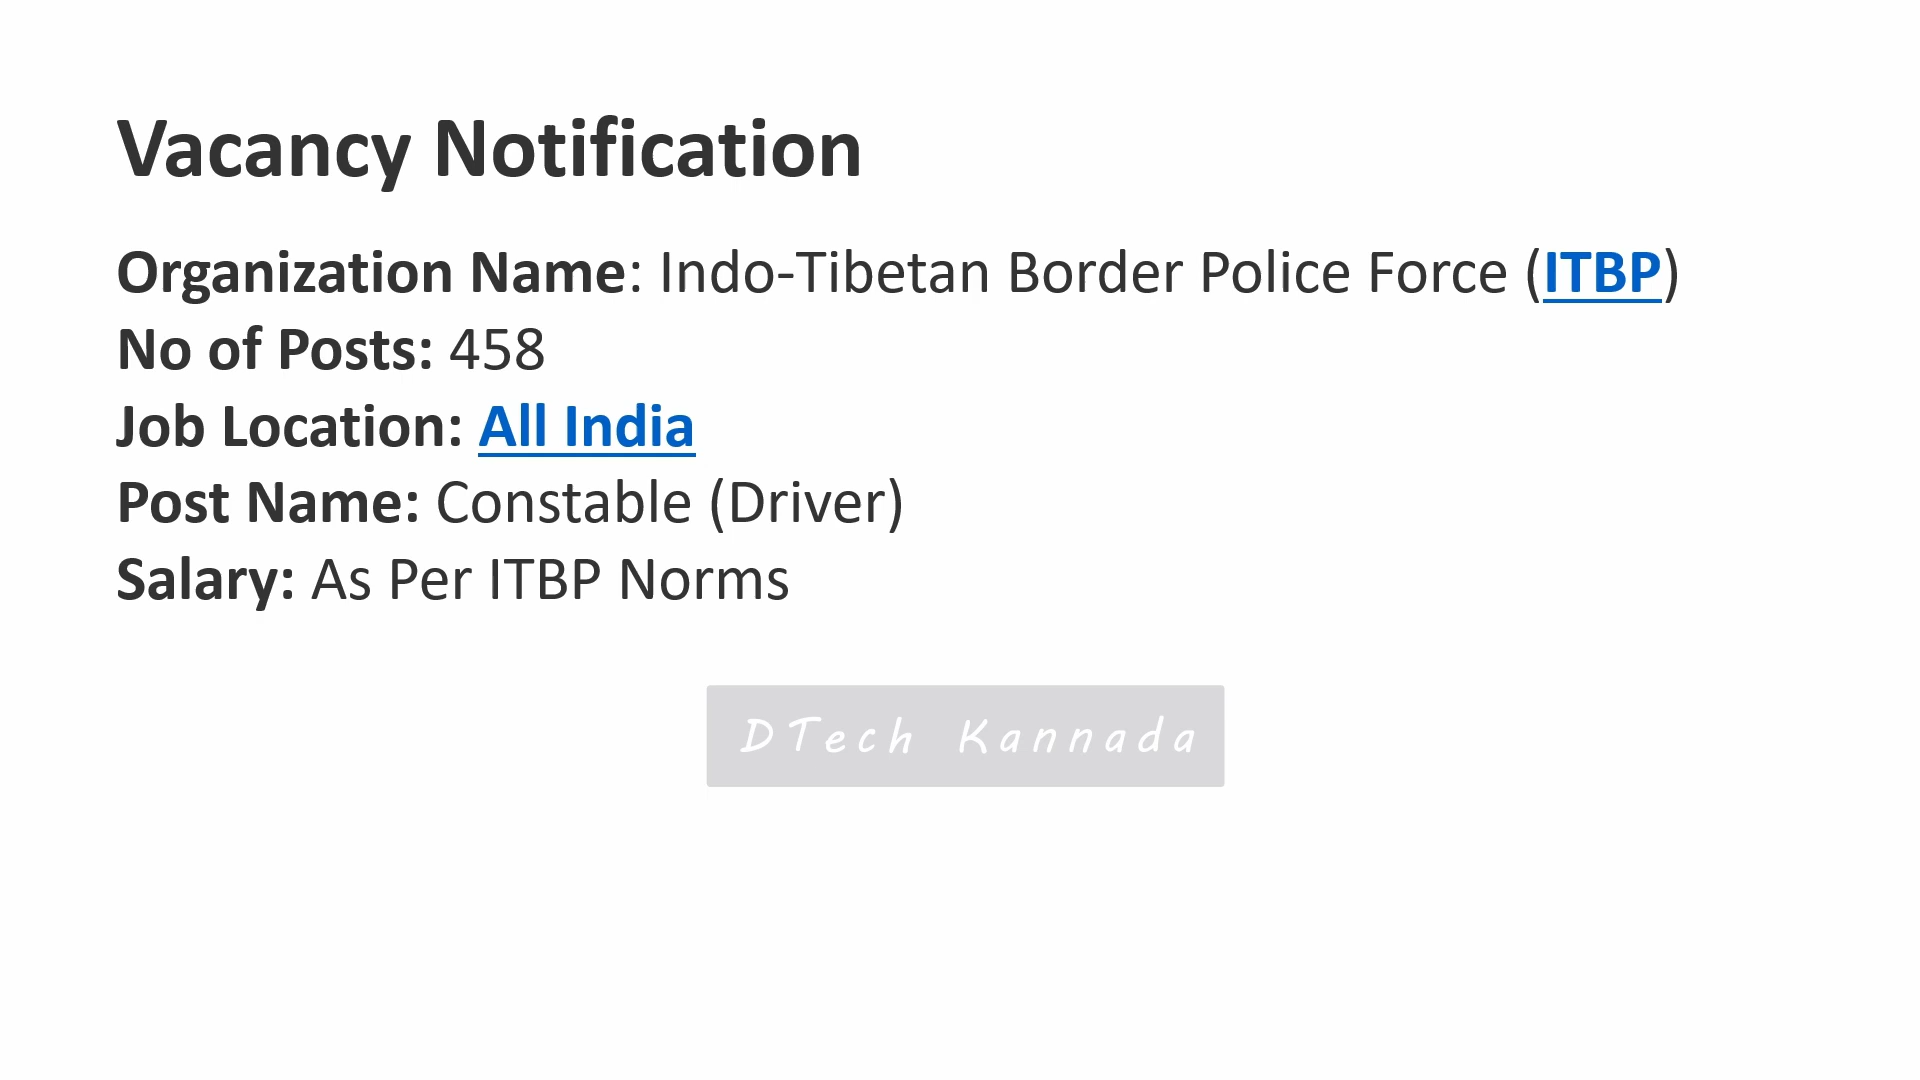 Vacancy Notification
Organization Name: Indo-Tibetan Border Police Force (ITBP)
No of Posts: 458
Job Location: All India
Post Name: Constable (Driver)
Salary: As Per ITBP Norms
DTech Kannada